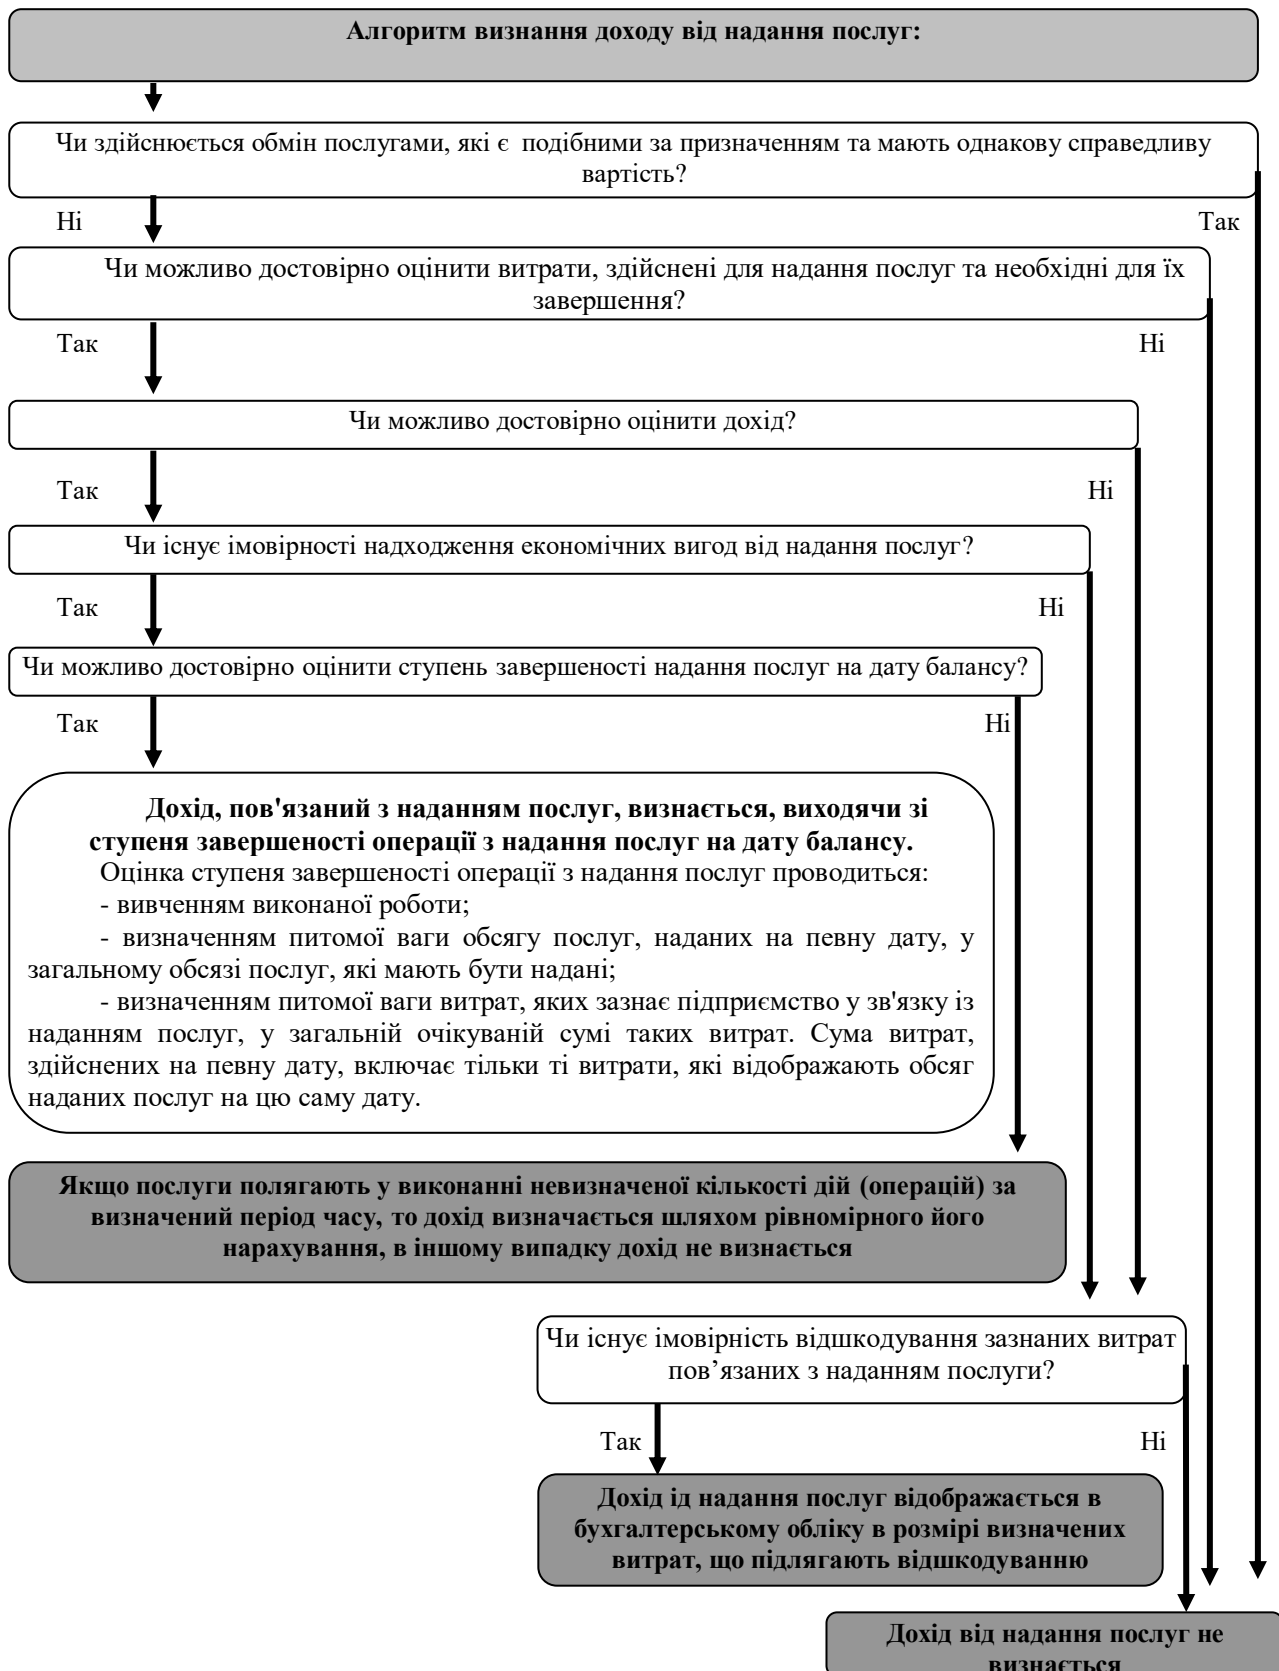 Алгоритм визнання доходу від надання послуг:
Чи здійснюється обмін послугами, які є подібними за призначенням та мають однакову справедливу
вартість?
Ні
Так
Чи можливо достовірно оцінити витрати, здійснені для надання послуг та необхідні для їх
завершення?
Так
Ні
Чи можливо достовірно оцінити дохід?
Так
Ні
Чи існує імовірності надходження економічних вигод від надання послуг?
Так
Ні
Чи можливо достовірно оцінити ступень завершеності надання послуг на дату балансу?
Так
Ні
Дохід, пов'язаний з наданням послуг, визнається, виходячи зі
ступеня завершеності операції з надання послуг на дату балансу.
Оцінка ступеня завершеності операції з надання послуг проводиться:
- вивченням виконаної роботи;
- визначенням питомої ваги обсягу послуг, наданих на певну дату, у
загальному обсязі послуг, які мають бути надані;
- визначенням питомої ваги витрат, яких зазнає підприємство у зв'язку із
наданням послуг, у загальній очікуваній сумі таких витрат. Сума витрат,
здійснених на певну дату, включає тільки ті витрати, які відображають обсяг
наданих послуг на цю саму дату.
Якщо послуги полягають у виконанні невизначеної кількості дій (операцій) за
визначений період часу, то дохід визначається шляхом рівномірного його
нарахування, в іншому випадку дохід не визнається
Чи існує імовірність відшкодування зазнаних витрат
пов’язаних з наданням послуги?
Так
Ні
Дохід ід надання послуг відображається в
бухгалтерському обліку в розмірі визначених
витрат, що підлягають відшкодуванню
Дохід від надання послуг не
визнається